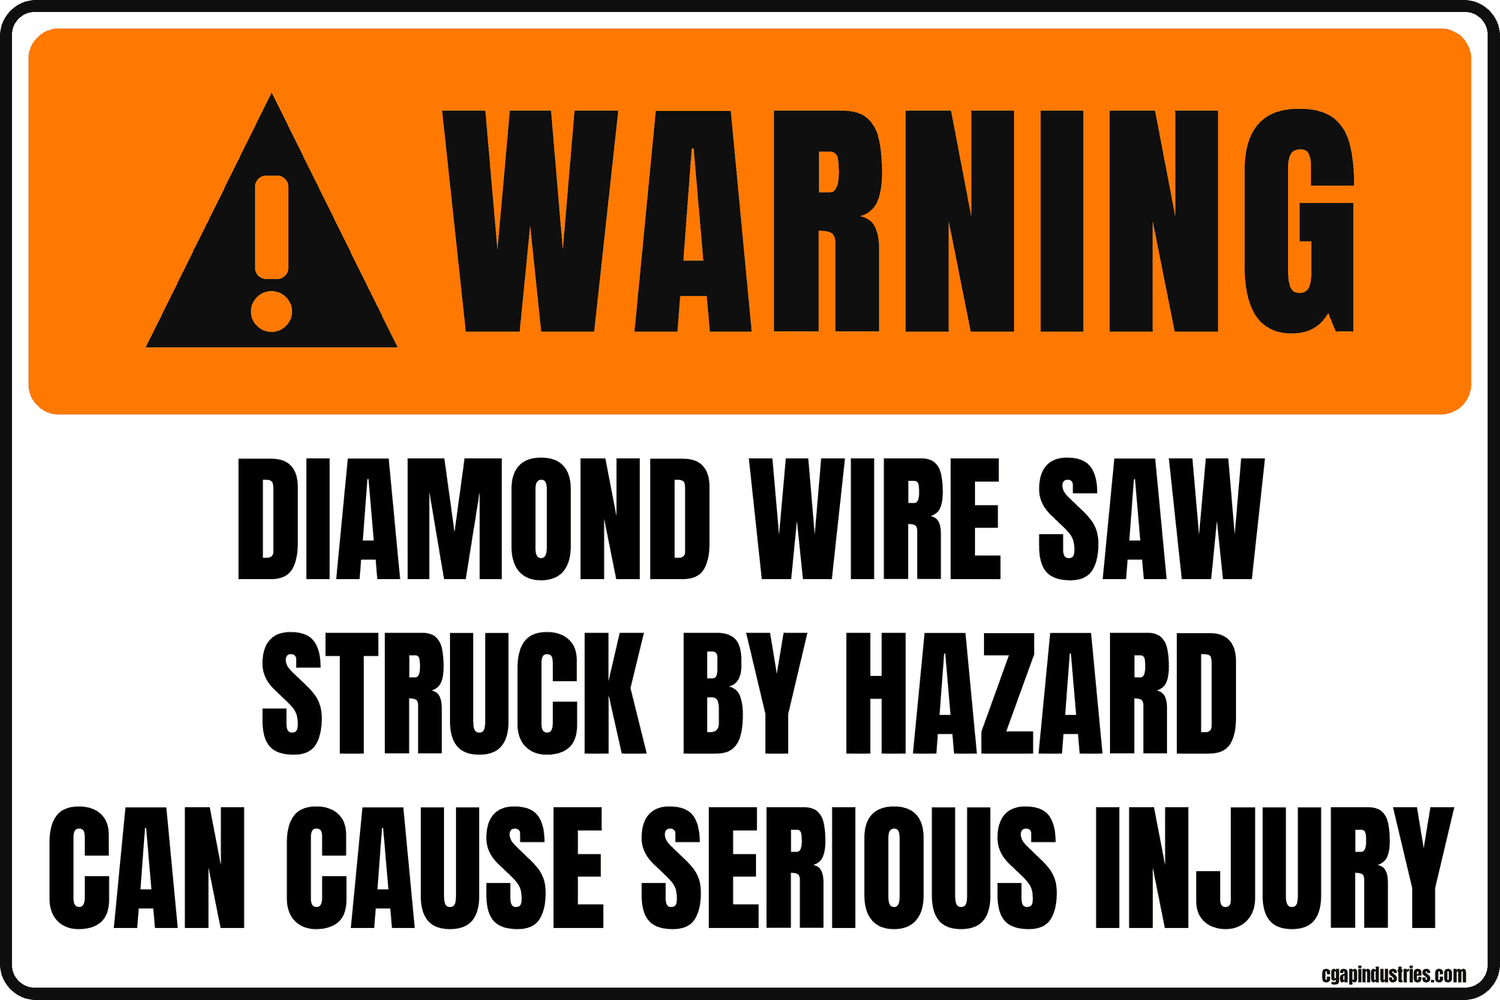 WARNING
DIAMOND WIRE SAW
STRUCK BY HAZARD
CAN CAUSE SERIOUS INJURY
cgapindustries.com